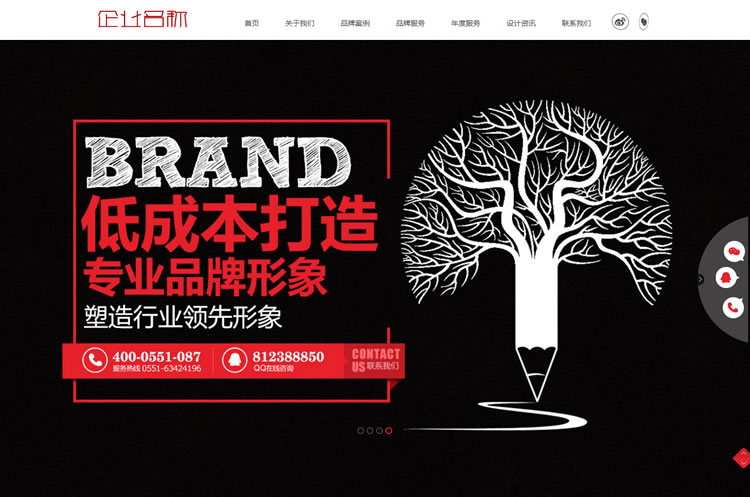 企业名称
首页 关于我们 品牌案例 品牌服务 年度服务 设计资讯 联系我们
BRAND
低成本打造
专业品牌形象
塑造行业领先形象
400-0551-087
服务热线 0551-63424196
812388850
QQ在线咨询
CONTACT
US 联系我们